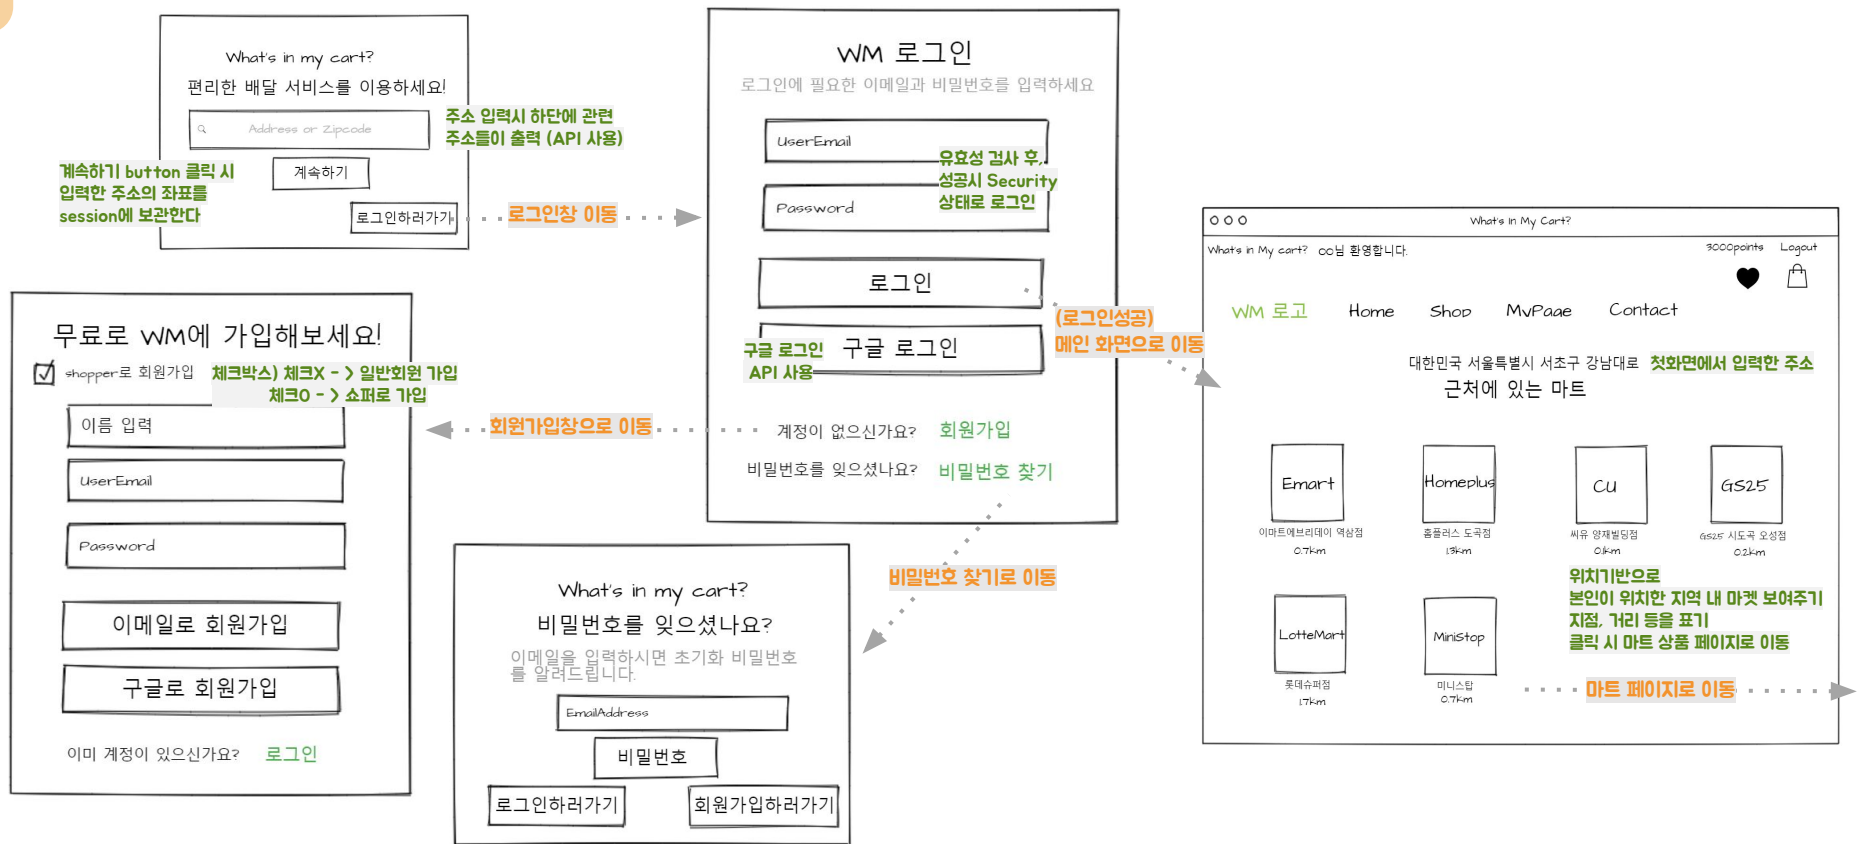 What's in my cart?
편리한 배달 서비스를 이용하세요!
Address or Zipcode
주소 입력시 하단에 관련
주소들이 출력 (API 사용)
계속하기
계속하기 button 클릭 시
입력한 주소의 좌표를
session에 보관한다
로그인하러가기
로그인창 이동
WM 로그인
로그인에 필요한 이메일과 비밀번호를 입력하세요
UserEmail
유효성 검사 후,
성공시 Security
상태로 로그인
Password
로그인
구글 로그인
구글 로그인
API 사용
(로그인성공)
메인 화면으로 이동
계정이 없으신가요? 회원가입
비밀번호를 잊으셨나요? 비밀번호 찾기
회원가입창으로 이동
비밀번호 찾기로 이동
무료로 WM에 가입해보세요!
shopper로 회원가입
체크박스) 체크X - > 일반회원 가입
체크O - > 쇼퍼로 가입
이름 입력
UserEmail
Password
이메일로 회원가입
구글로 회원가입
이미 계정이 있으신가요? 로그인
What's in my cart?
비밀번호를 잊으셨나요?
이메일을 입력하시면 초기화 비밀번호
를 알려드립니다.
EmailAddress
비밀번호
로그인하러가기
회원가입하러가기
What's in My Cart?
What's in My cart? OO님 환영합니다.
3000points Logout
WM 로고 Home Shop MyPage Contact
대한민국 서울특별시 서초구 강남대로 첫화면에서 입력한 주소
근처에 있는 마트
Emart
이마트에브리데이 역삼점
0.7km
Homeplus
홈플러스 도곡점
1.3km
CU
씨유 양재빌딩점
0.1km
GS25
GS25 시도곡 오성점
0.2km
위치기반으로
본인이 위치한 지역 내 마켓 보여주기
지점, 거리 등을 표기
클릭 시 마트 상품 페이지로 이동
LotteMart
롯데슈퍼점
1.7km
MiniStop
미니스탑
0.7km
마트 페이지로 이동